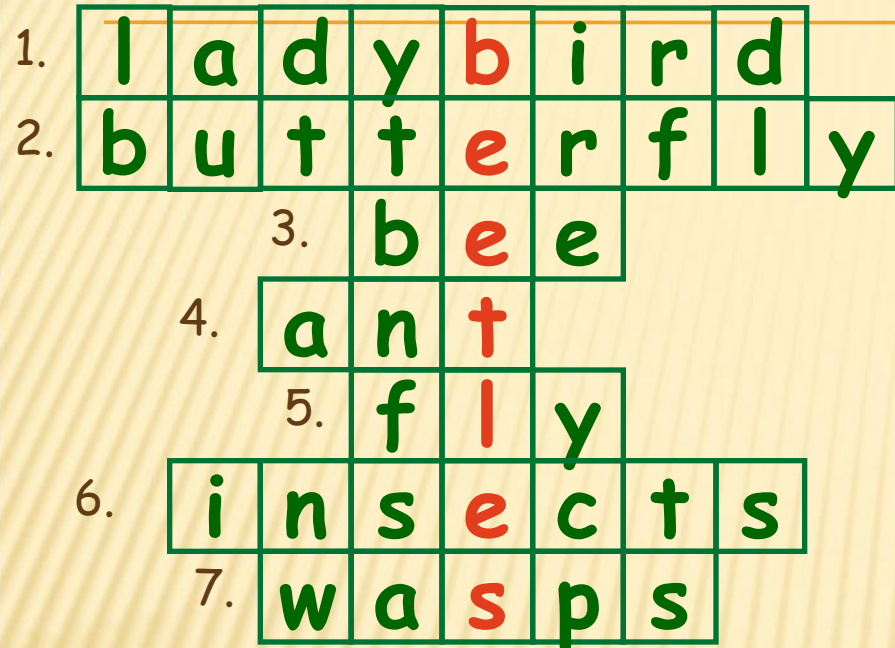 1. ladybird
2. butterfly
3. bee
4. ant
5. fly
6. insects
7. wasps